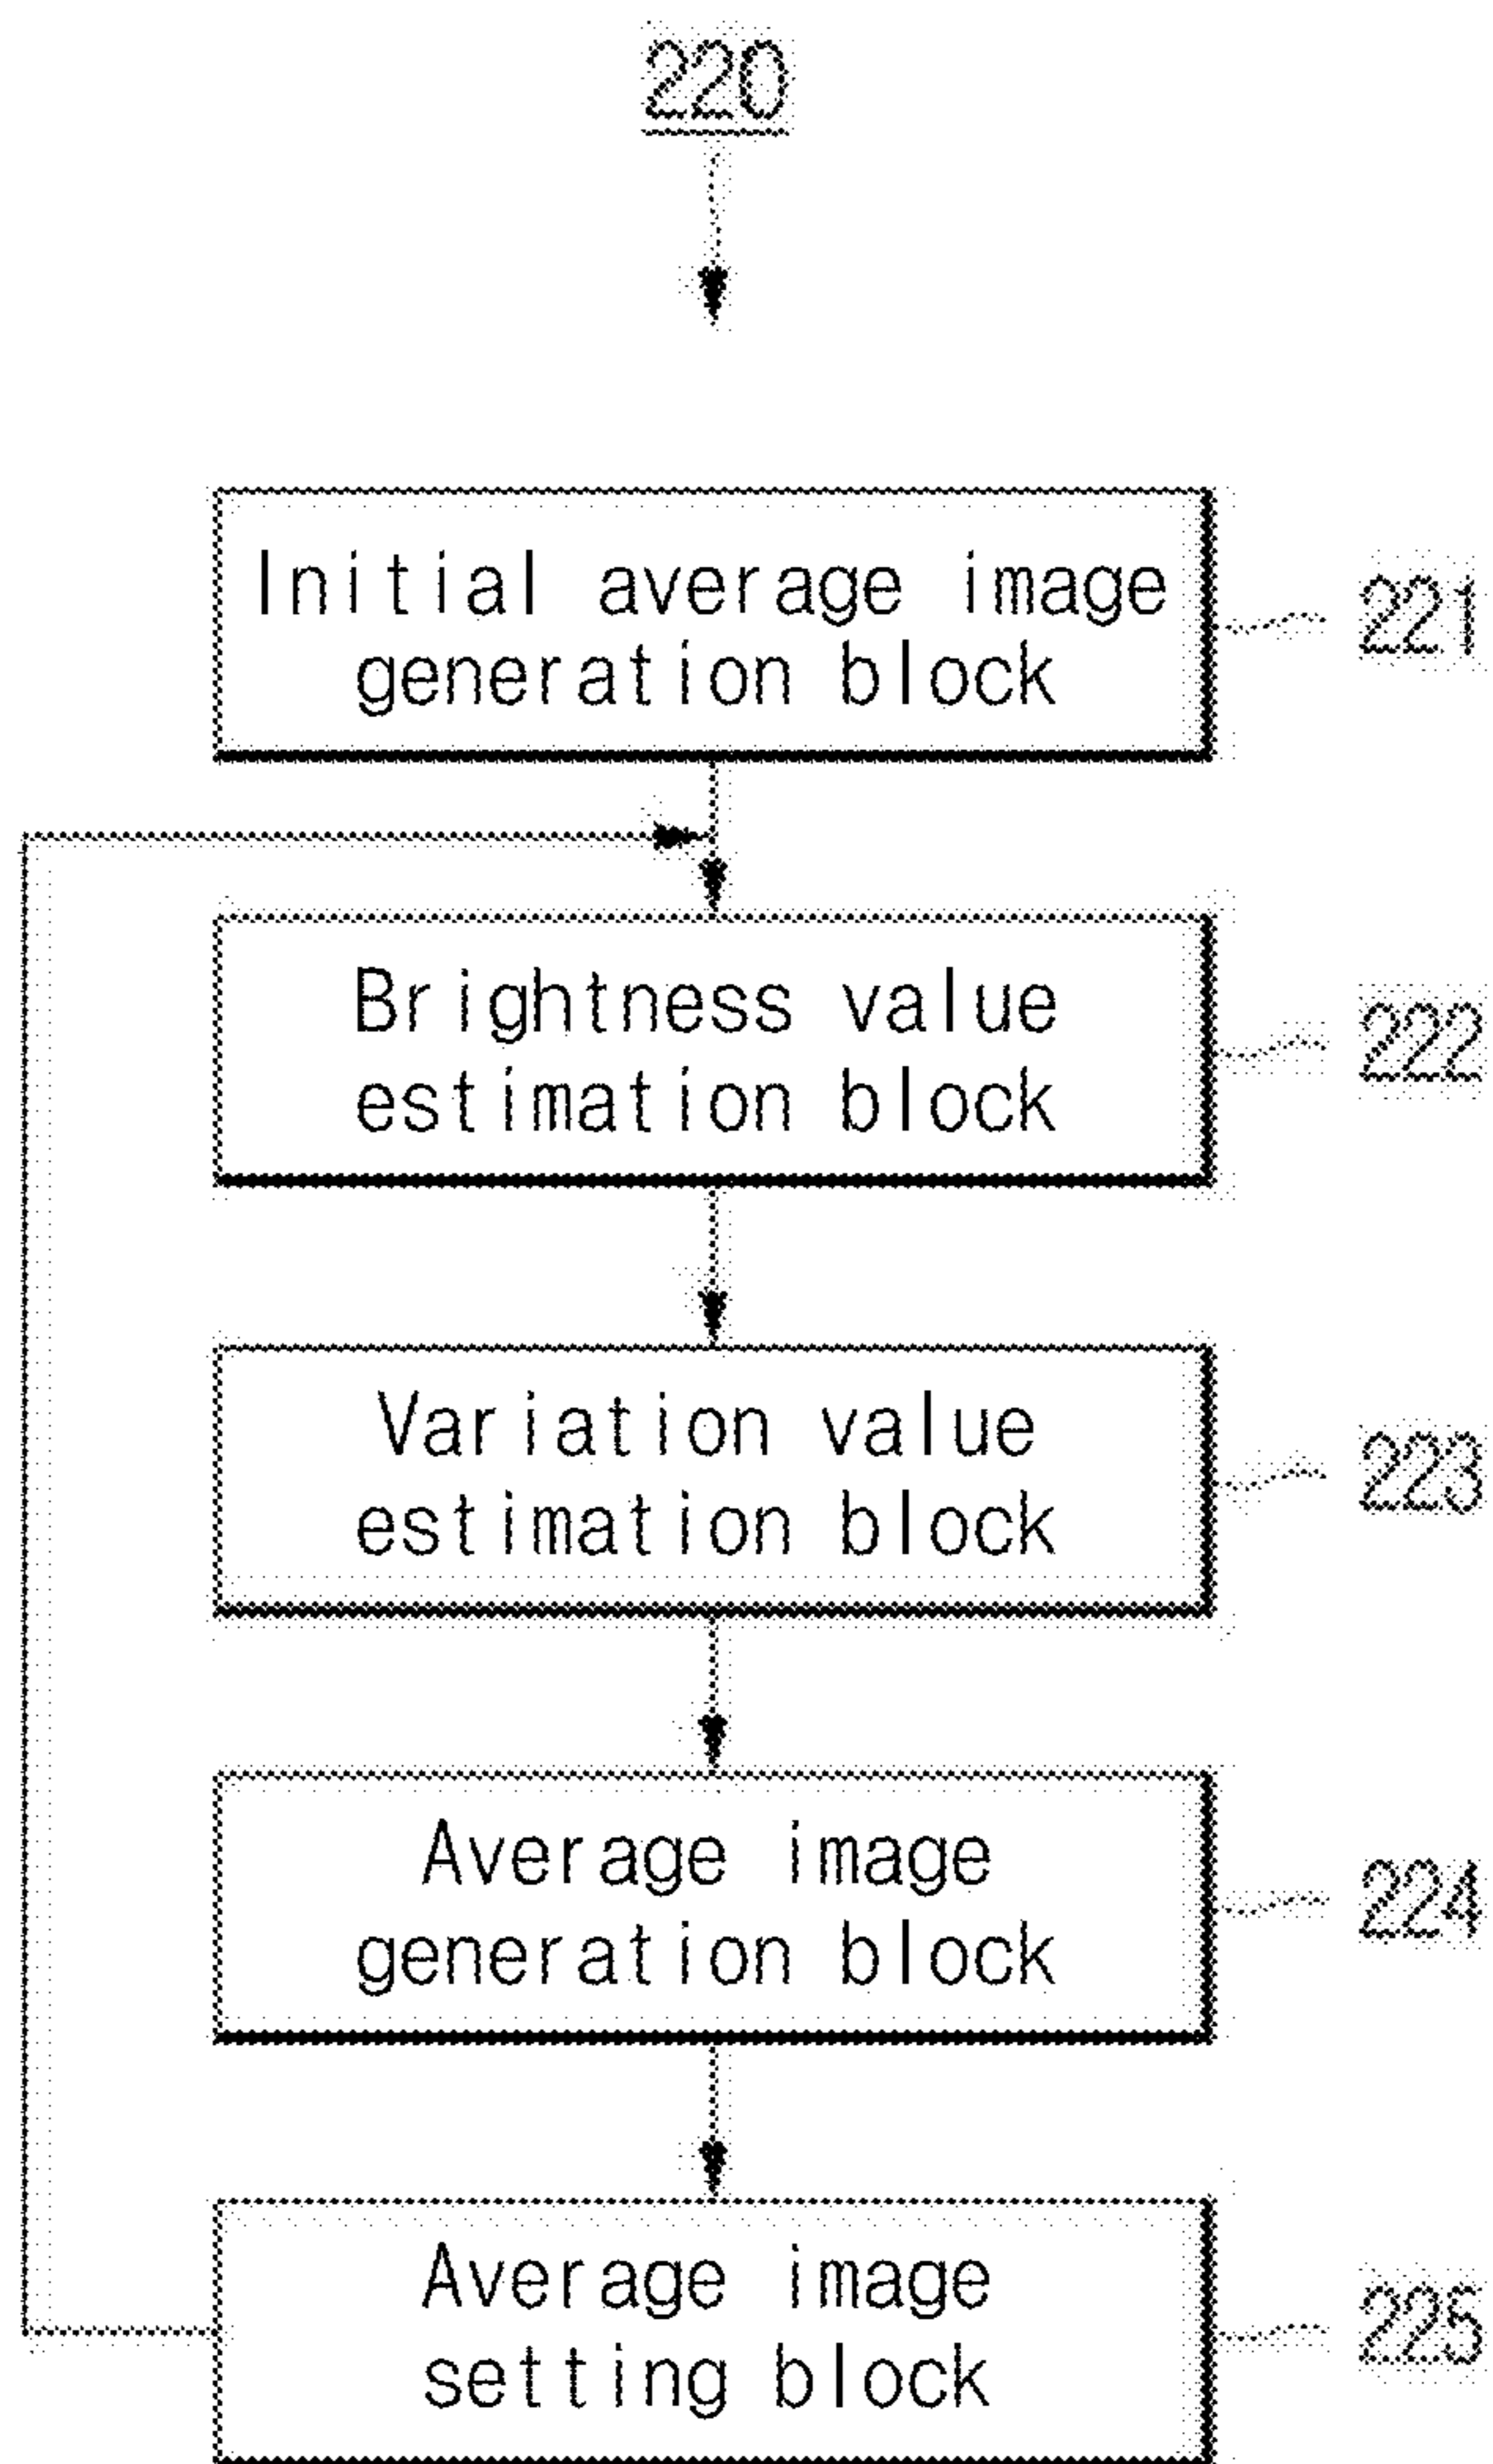 220
Initial average image
generation block
221
Brightness value
estimation block
222
Variation value
estimation block
223
Average image
generation block
224
Average image
setting block
225